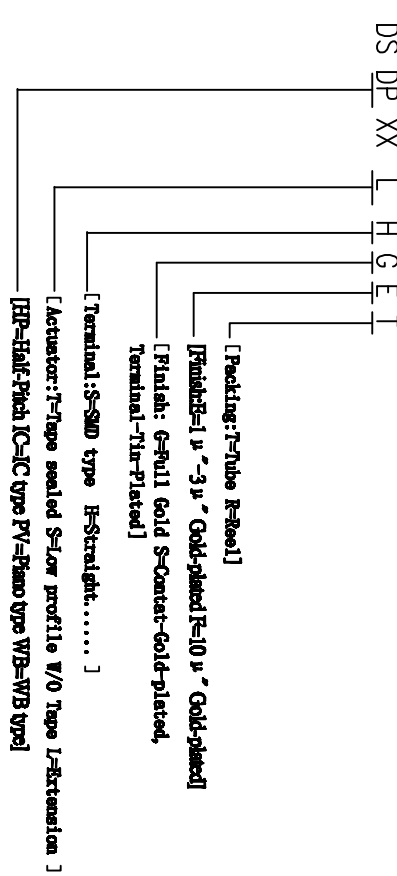 DS DP XX L H G E T
[Packing:T=Tube R=Reel]
[Finish:E=1μ″-3μ″ Gold-plated F=10μ″ Gold-plated]
[Finish: G=Full Gold S=Contat-Gold-plated,
Terminal-Tin-Plated]
[Terminal:S=SMD type H=Straight...... ]
[Actuator:T=Tape sealed S=Low profile W/O Tape L=Extension ]
[HP=Half-Pitch IC=IC type PV=Piano type WB=WB type]